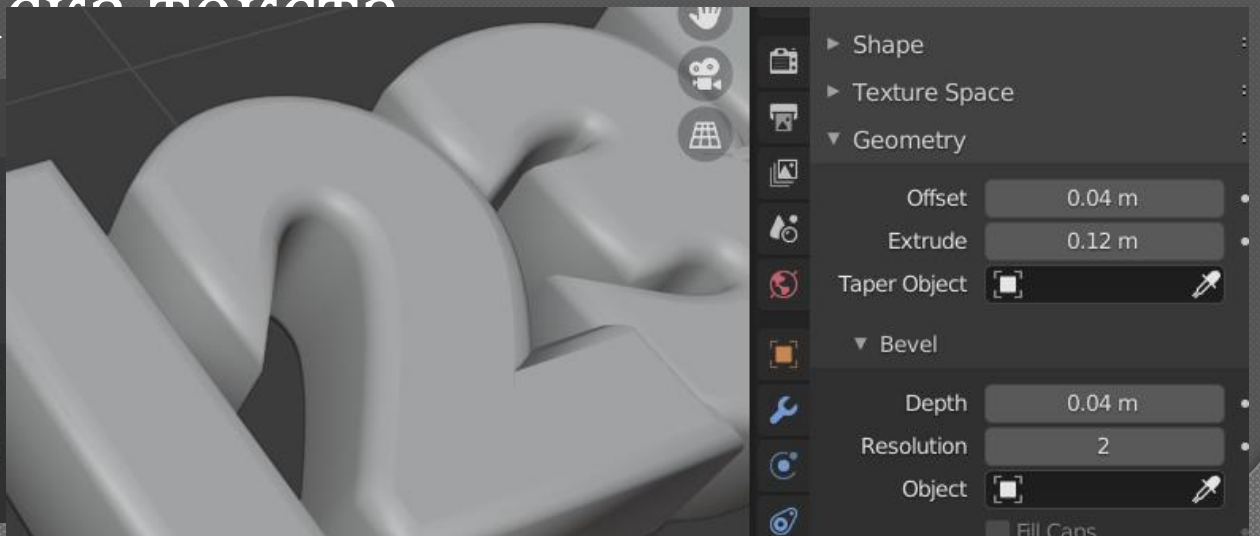 123
Shape
Texture Space
Geometry
Offset 0.04 m
Extrude 0.12 m
Taper Object
Bevel
Depth 0.04 m
Resolution 2
Object
Fill Caps